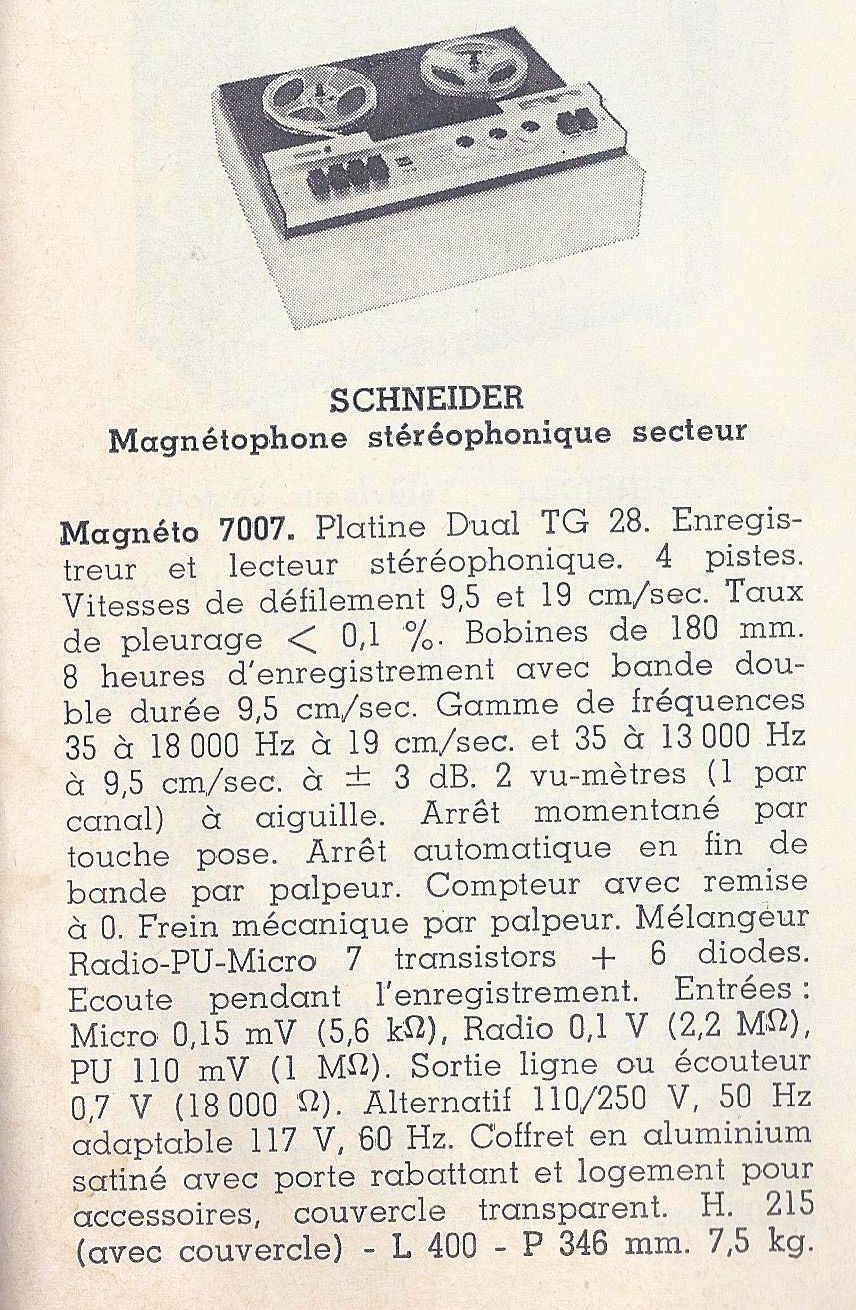 SCHNEIDER
Magnétophone stéréophonique secteur
Magnéto 7007. Platine Dual TG 28. Enregis-
treur et lecteur stéréophonique. 4 pistes.
Vitesses de défilement 9,5 et 19 cm/sec. Taux
de pleurage < 0,1 %. Bobines de 180 mm.
8 heures d'enregistrement avec bande dou-
ble durée 9,5 cm/sec. Gamme de fréquences
35 à 18 000 Hz à 19 cm/sec. et 35 à 13 000 Hz
à 9,5 cm/sec. à ± 3 dB. 2 vu-mètres (1 par
canal) à aiguille. Arrêt momentané par
touche pose. Arrêt automatique en fin de
bande par palpeur. Compteur avec remise
à 0. Frein mécanique par palpeur. Mélangeur
Radio-PU-Micro 7 transistors + 6 diodes.
Ecoute pendant l'enregistrement. Entrées :
Micro 0,15 mV (5,6 kΩ), Radio 0,1 V (2,2 MΩ),
PU 110 mV (1 MΩ). Sortie ligne ou écouteur
0,7 V (18 000 Ω). Alternatif 110/250 V, 50 Hz
adaptable 117 V, 60 Hz. Coffret en aluminium
satiné avec porte rabattant et logement pour
accessoires, couvercle transparent. H. 215
(avec couvercle) - L 400 - P 346 mm. 7,5 kg.